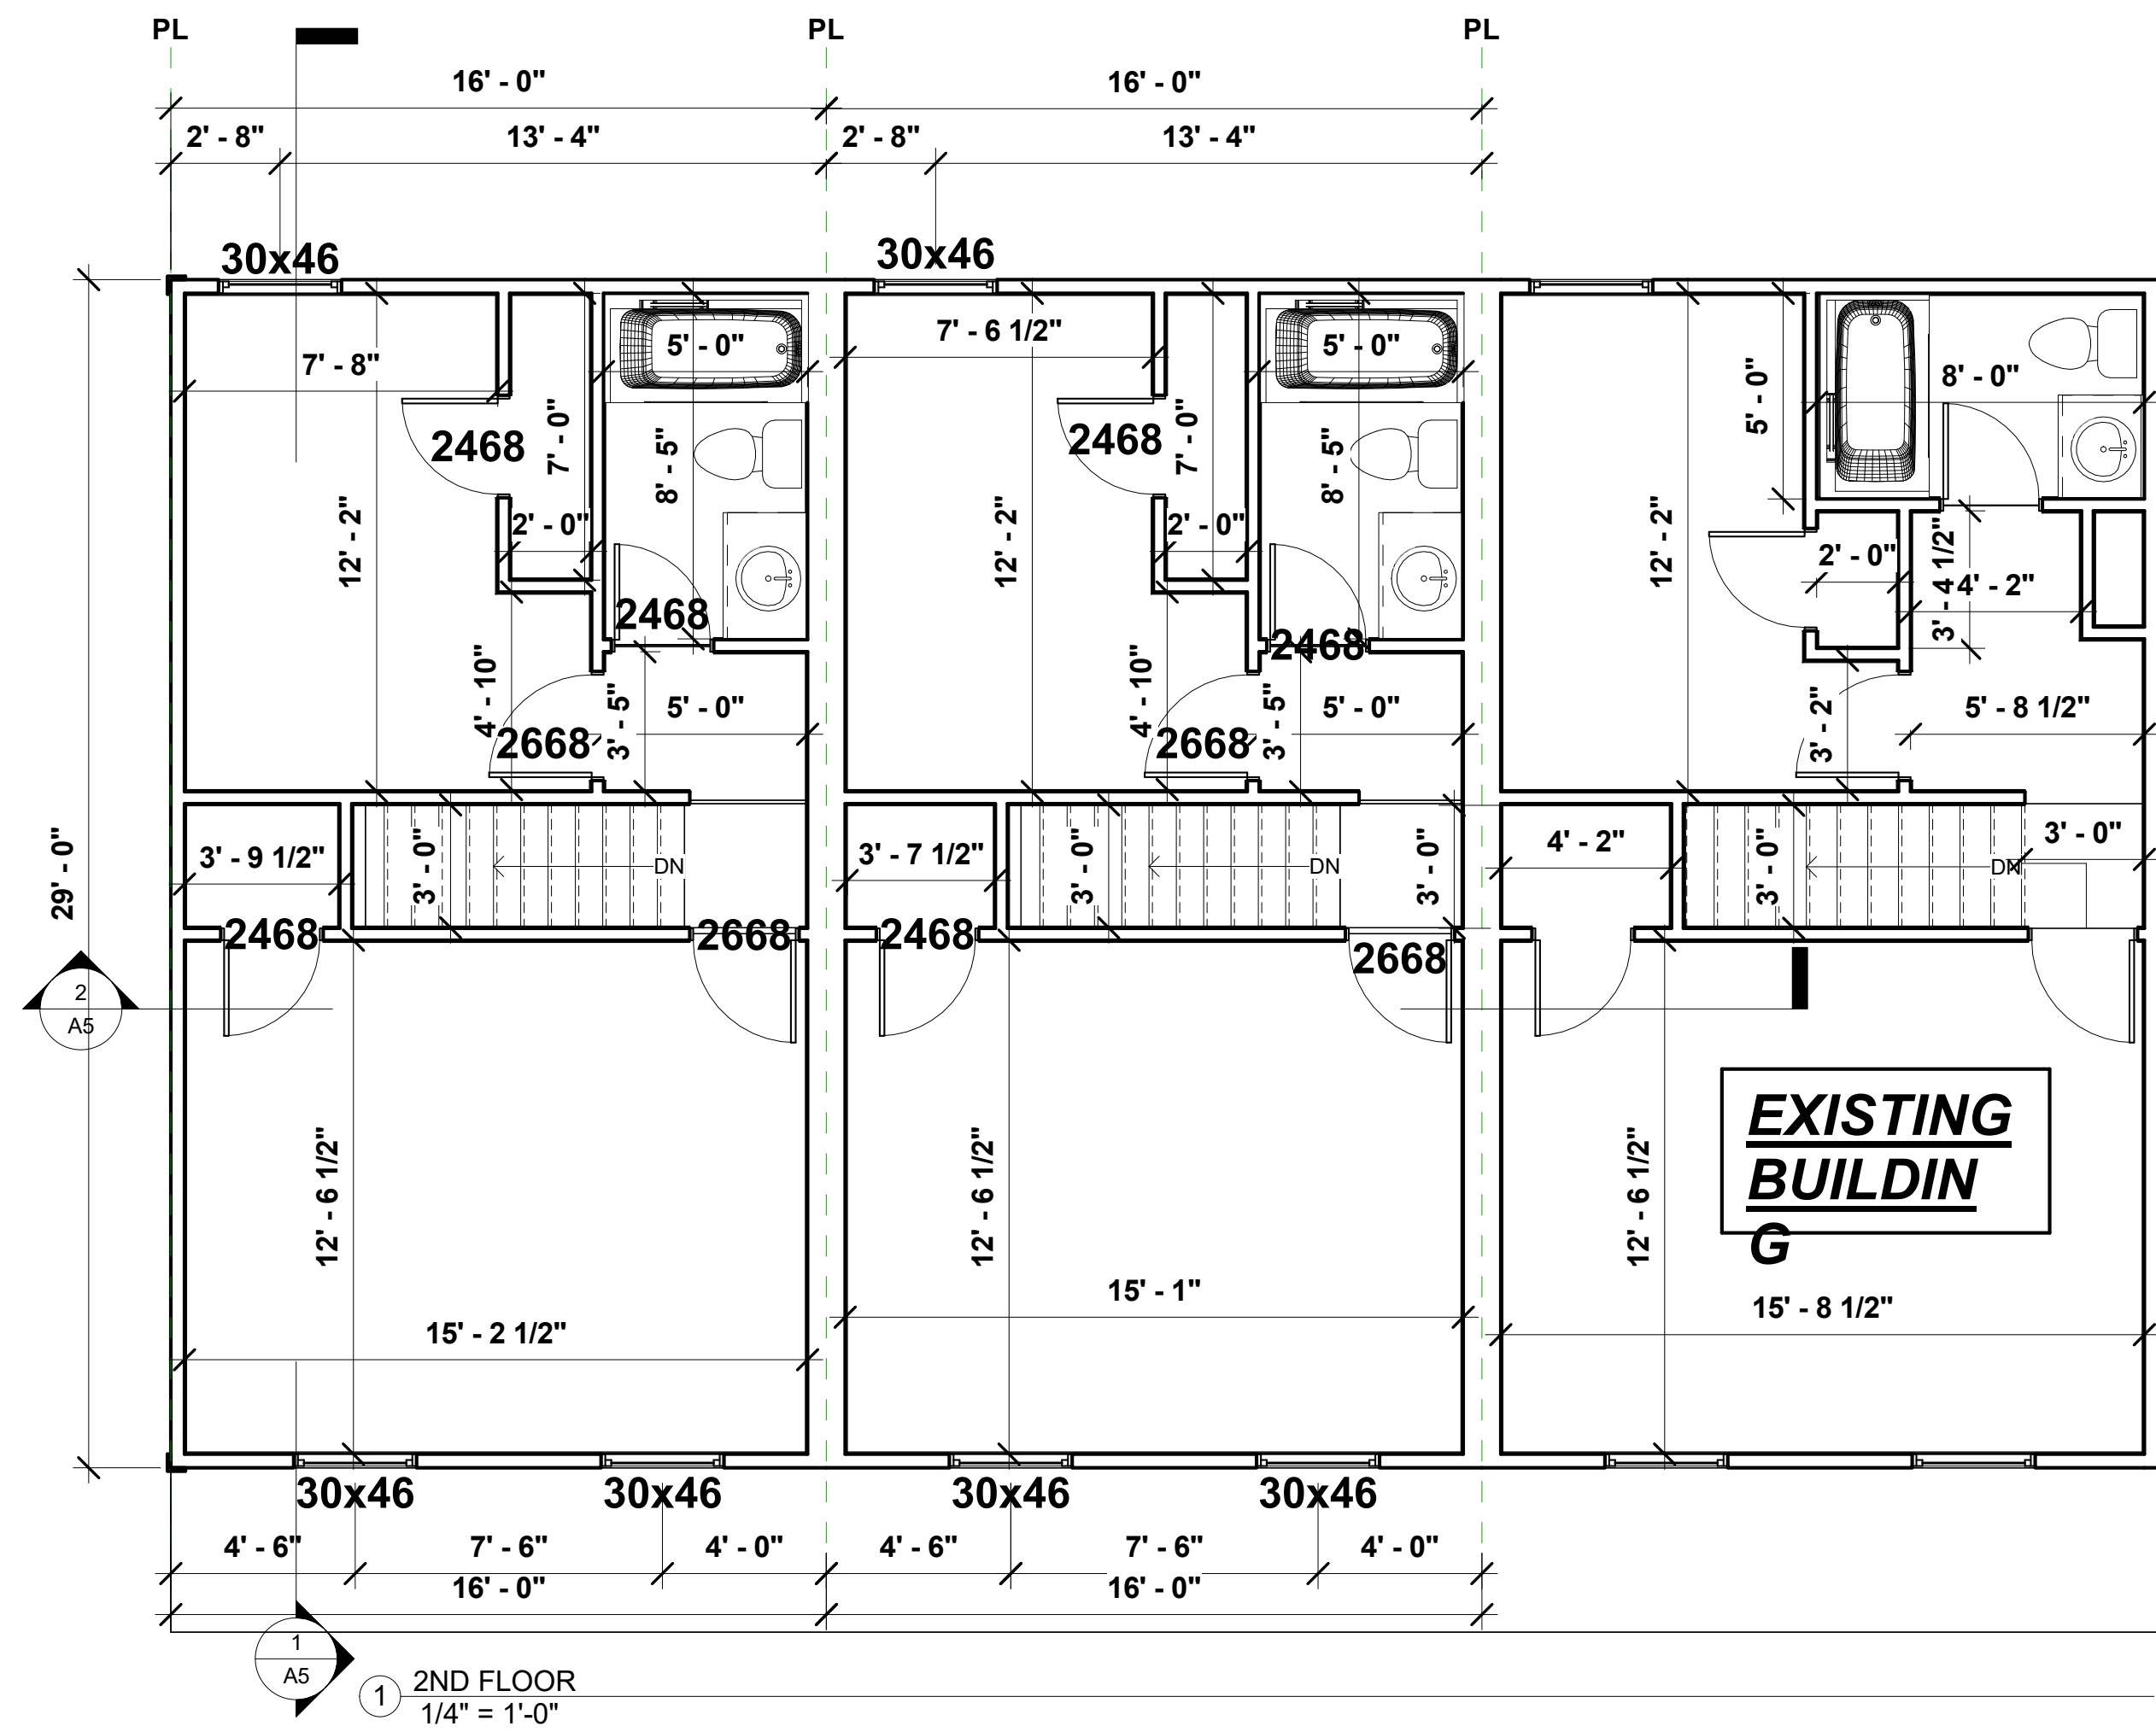 PL PL PL
16' - 0" 16' - 0"
2' - 8" 13' - 4" 2' - 8" 13' - 4"
30x46 30x46
7' - 8" 5' - 0" 7' - 6 1/2" 5' - 0" 8' - 0"
5' - 0"
2468 7' - 0" 8' - 5" 2468 7' - 0" 8' - 5"
12' - 2" 2' - 0" 12' - 2" 2' - 0" 12' - 2" 2' - 0" 3' - 4 1/2" 4' - 2"
2468 2468
4' - 10" 3' - 5" 5' - 0" 4' - 10" 3' - 5" 5' - 0" 3' - 2" 5' - 8 1/2"
2668 2668
29' - 0"
3' - 9 1/2" 3' - 0" DN 3' - 7 1/2" 3' - 0" DN 3' - 0" 4' - 2" 3' - 0" DN 3' - 0"
2468 2668 2468 2668
2
A5
12' - 6 1/2" 12' - 6 1/2" 12' - 6 1/2"
EXISTING
BUILDIN
G
15' - 2 1/2" 15' - 1" 15' - 8 1/2"
30x46 30x46 30x46 30x46
4' - 6" 7' - 6" 4' - 0" 4' - 6" 7' - 6" 4' - 0"
16' - 0" 16' - 0"
1
A5
1 2ND FLOOR
1/4" = 1'-0"